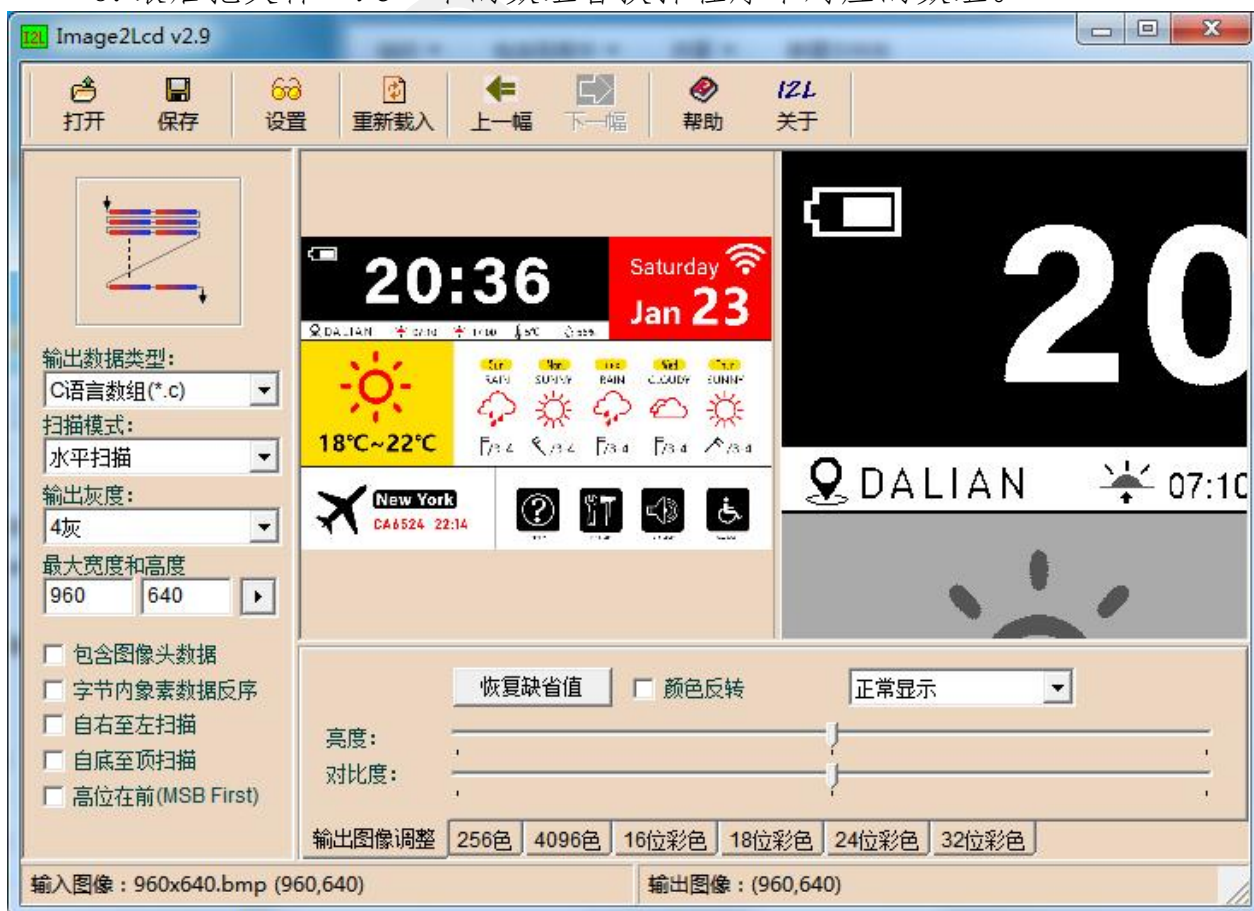 Image2Lcd v2.9
打开 保存 设置 重新载入 上一幅 下一幅 帮助 I2L 关于
输出数据类型：
C语言数组(*.c)
扫描模式：
水平扫描
输出灰度：
4灰
最大宽度和高度
960 640
包含图像头数据
字节内象素数据反序
自右至左扫描
自底至顶扫描
高位在前(MSB First)
20:36
Saturday
Jan 23
DALIAN
SUNNY RAIN CLOUDY SUNNY
18℃~22℃
New York
CA6524 22:14
20
DALIAN 07:10
恢复缺省值 颜色反转 正常显示
亮度：
对比度：
输出图像调整 256色 4096色 16位彩色 18位彩色 24位彩色 32位彩色
输入图像：960x640.bmp (960,640) 输出图像：(960,640)